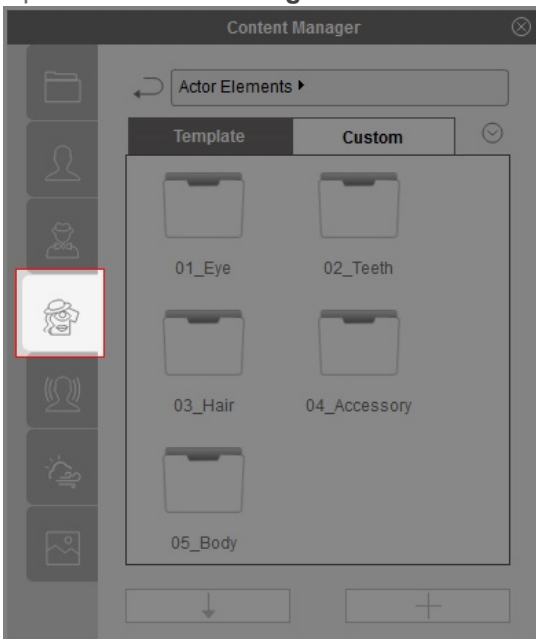 Content Manager
Actor Elements
Template Custom
01_Eye 02_Teeth
03_Hair 04_Accessory
05_Body